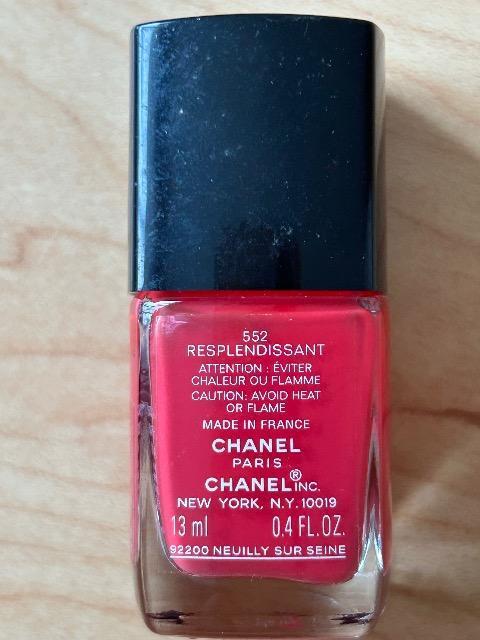 552
RESPLENDISSANT
ATTENTION : ÉVITER
CHALEUR OU FLAMME
CAUTION: AVOID HEAT
OR FLAME
MADE IN FRANCE
CHANEL
PARIS
CHANEL® INC.
NEW YORK, N.Y. 10019
13 ml 0.4 FL.OZ.
92200 NEUILLY SUR SEINE